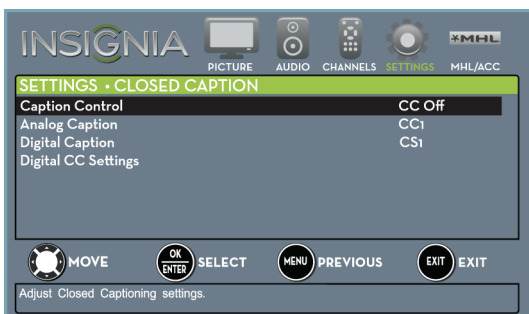 INSIGNIA
PICTURE AUDIO CHANNELS SETTINGS MHL MHL/ACC
SETTINGS • CLOSED CAPTION
Caption Control CC Off
Analog Caption CC1
Digital Caption CS1
Digital CC Settings
MOVE OK ENTER SELECT MENU PREVIOUS EXIT EXIT
Adjust Closed Captioning settings.